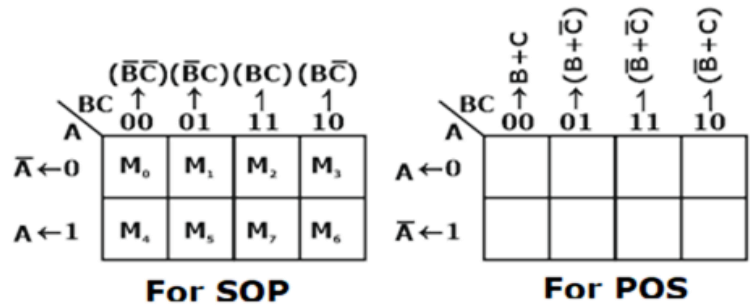 (B̅C̅)(B̅C)(BC)(BC̅)
BC ↑ ↑ ↑ ↑
A 00 01 11 10
A̅ ←0 M₀ M₁ M₂ M₃
A ←1 M₄ M₅ M₇ M₆
For SOP
→B+C →(B+C̅) →(B̅+C̅) →(B̅+C)
BC
A 00 01 11 10
A ←0
A̅ ←1
For POS